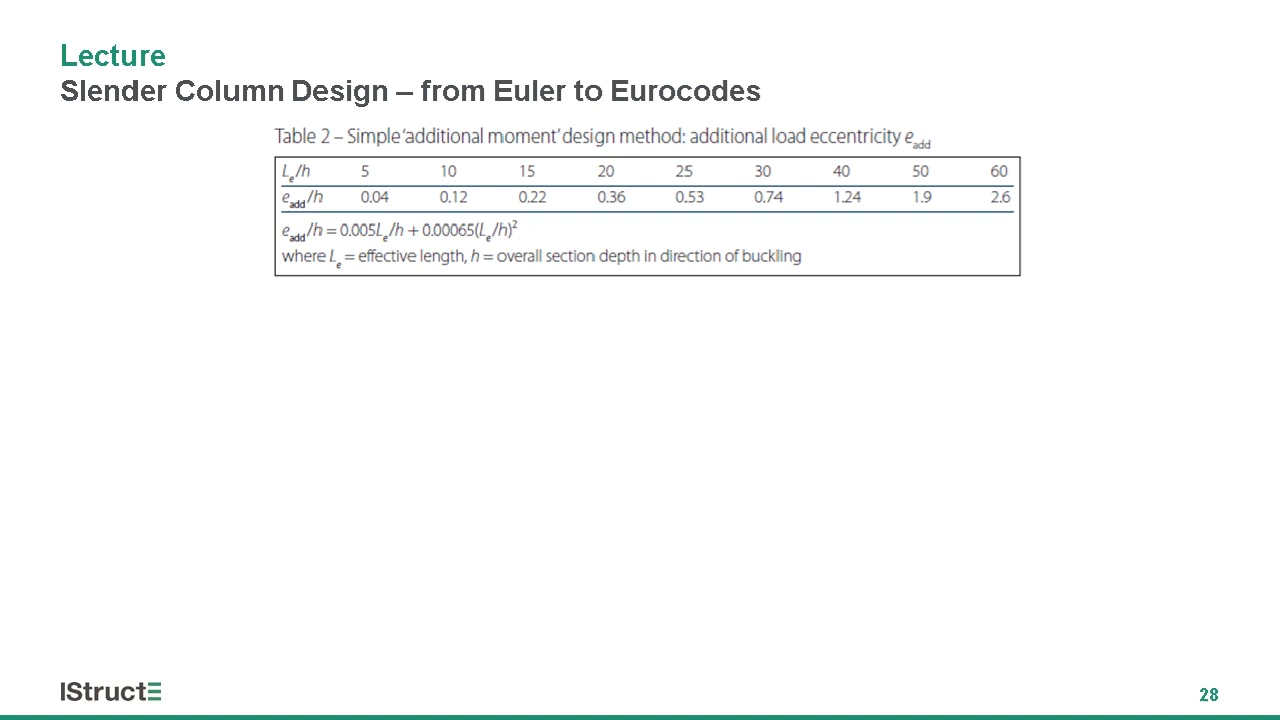 Lecture
Slender Column Design – from Euler to Eurocodes
Table 2 – Simple ‘additional moment’ design method: additional load eccentricity eadd
Le/h 5 10 15 20 25 30 40 50 60
eadd/h 0.04 0.12 0.22 0.36 0.53 0.74 1.24 1.9 2.6
eadd/h = 0.005Le/h + 0.00065(Le/h)²
where Le = effective length, h = overall section depth in direction of buckling
IStructE
28